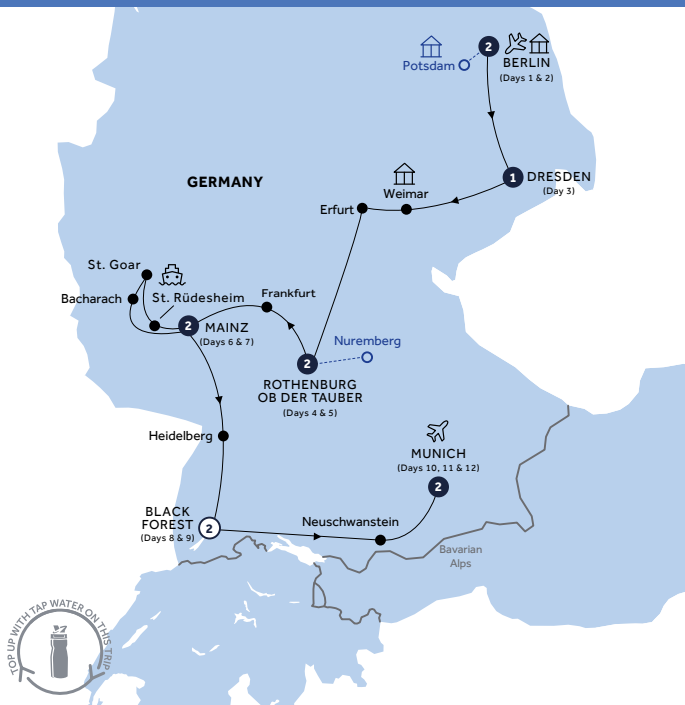 2
BERLIN
(Days 1 & 2)
Potsdam
1
DRESDEN
(Day 3)
GERMANY
Weimar
Erfurt
St. Goar
Bacharach
St. Rüdesheim
Frankfurt
2
MAINZ
(Days 6 & 7)
Nuremberg
2
ROTHENBURG
OB DER TAUBER
(Days 4 & 5)
Heidelberg
MUNICH
(Days 10, 11 & 12)
2
BLACK
FOREST
(Days 8 & 9)
2
Neuschwanstein
Bavarian
Alps
TOP UP WITH TAP WATER ON THIS TRIP